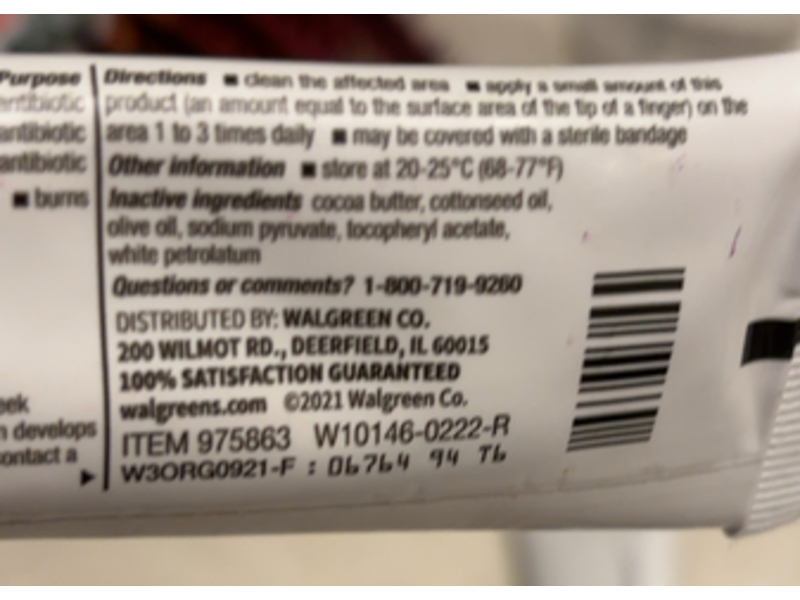 Purpose
antibiotic
antibiotic
antibiotic
■ burns
eek
n develops
ontact a
Directions ■ clean the affected area ■ apply a small amount of this
product (an amount equal to the surface area of the tip of a finger) on the
area 1 to 3 times daily ■ may be covered with a sterile bandage
Other information ■ store at 20-25°C (68-77°F)
Inactive ingredients cocoa butter, cottonseed oil,
olive oil, sodium pyruvate, tocopheryl acetate,
white petrolatum
Questions or comments? 1-800-719-9260
DISTRIBUTED BY: WALGREEN CO.
200 WILMOT RD., DEERFIELD, IL 60015
100% SATISFACTION GUARANTEED
walgreens.com ©2021 Walgreen Co.
ITEM 975863 W10146-0222-R
W3ORG0921-F : 06764 94 T6